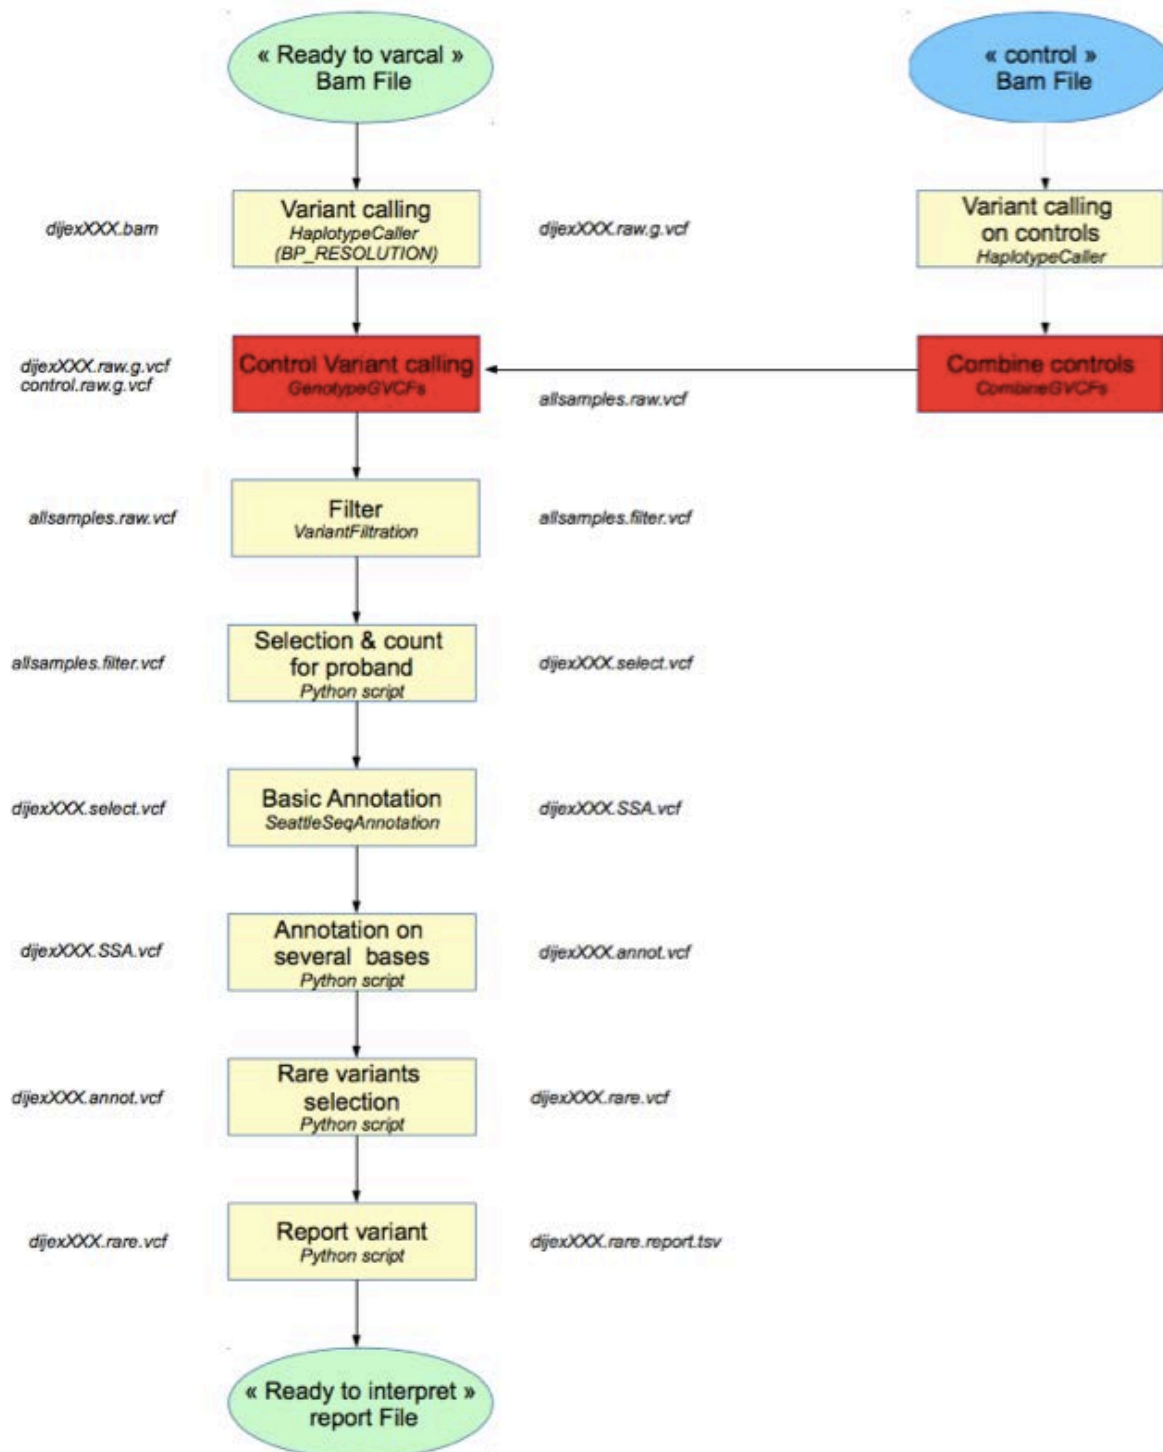 « Ready to varcal »
Bam File
« control »
Bam File
dijexXXX.bam
Variant calling
HaplotypeCaller
(BP_RESOLUTION)
dijexXXX.raw.g.vcf
Variant calling
on controls
HaplotypeCaller
dijexXXX.raw.g.vcf
control.raw.g.vcf
Control Variant calling
GenotypeGVCFs
allsamples.raw.vcf
Combine controls
CombineGVCFs
allsamples.raw.vcf
Filter
VariantFiltration
allsamples.filter.vcf
allsamples.filter.vcf
Selection & count
for proband
Python script
dijexXXX.select.vcf
dijexXXX.select.vcf
Basic Annotation
SeattleSeqAnnotation
dijexXXX.SSA.vcf
dijexXXX.SSA.vcf
Annotation on
several bases
Python script
dijexXXX.annot.vcf
dijexXXX.annot.vcf
Rare variants
selection
Python script
dijexXXX.rare.vcf
dijexXXX.rare.vcf
Report variant
Python script
dijexXXX.rare.report.tsv
« Ready to interpret »
report File